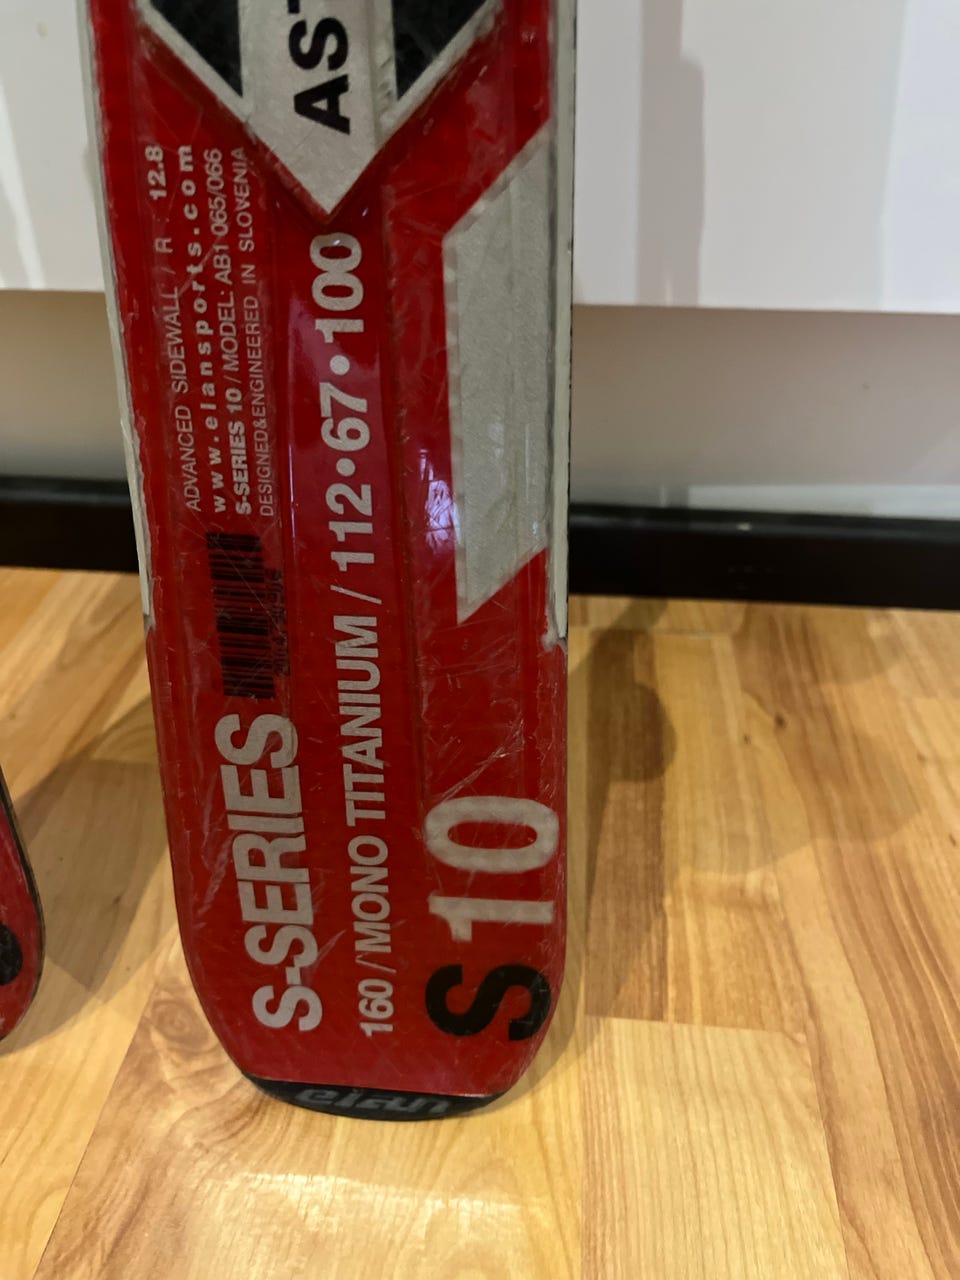 AST
ADVANCED SIDEWALL / R 12.8
www.elansports.com
S-SERIES 10 / MODEL: AB1 065/066
DESIGNED&ENGINEERED IN SLOVENIA
S-SERIES
160 / MONO TITANIUM / 112•67•100
S 10
elan